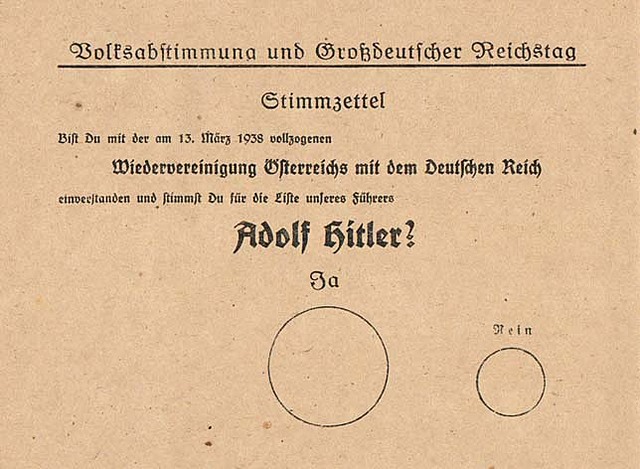 Volksabstimmung und Großdeutscher Reichstag
Stimmzettel
Bist Du mit der am 13. März 1938 vollzogenen
Wiedervereinigung Österreichs mit dem Deutschen Reich
einverstanden und stimmst Du für die Liste unseres Führers
Adolf Hitler?
Ja
Nein